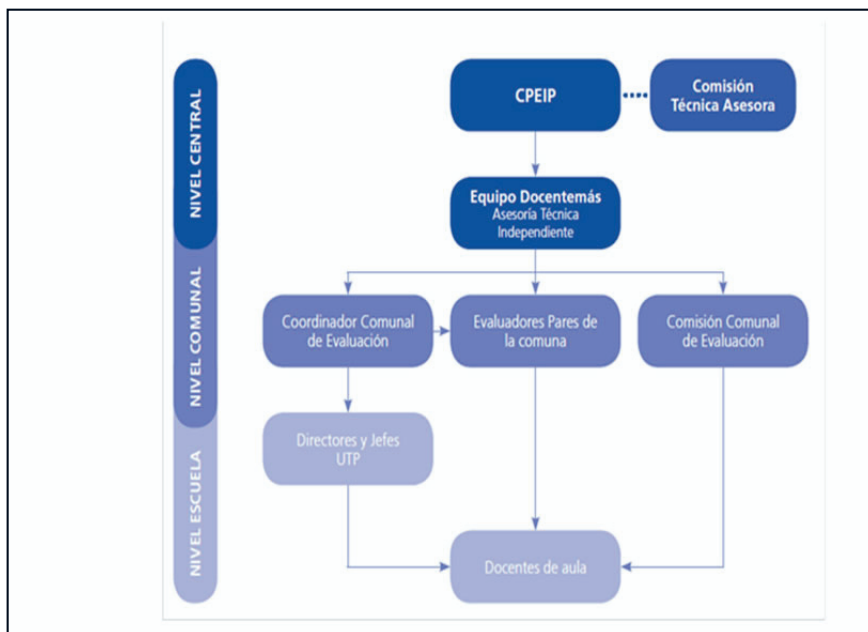 NIVEL CENTRAL
CPEIP
Comisión
Técnica Asesora
Equipo Docentemás
Asesoría Técnica
Independiente
NIVEL COMUNAL
Coordinador Comunal
de Evaluación
Evaluadores Pares de
la comuna
Comisión Comunal
de Evaluación
NIVEL ESCUELA
Directores y Jefes
UTP
Docentes de aula